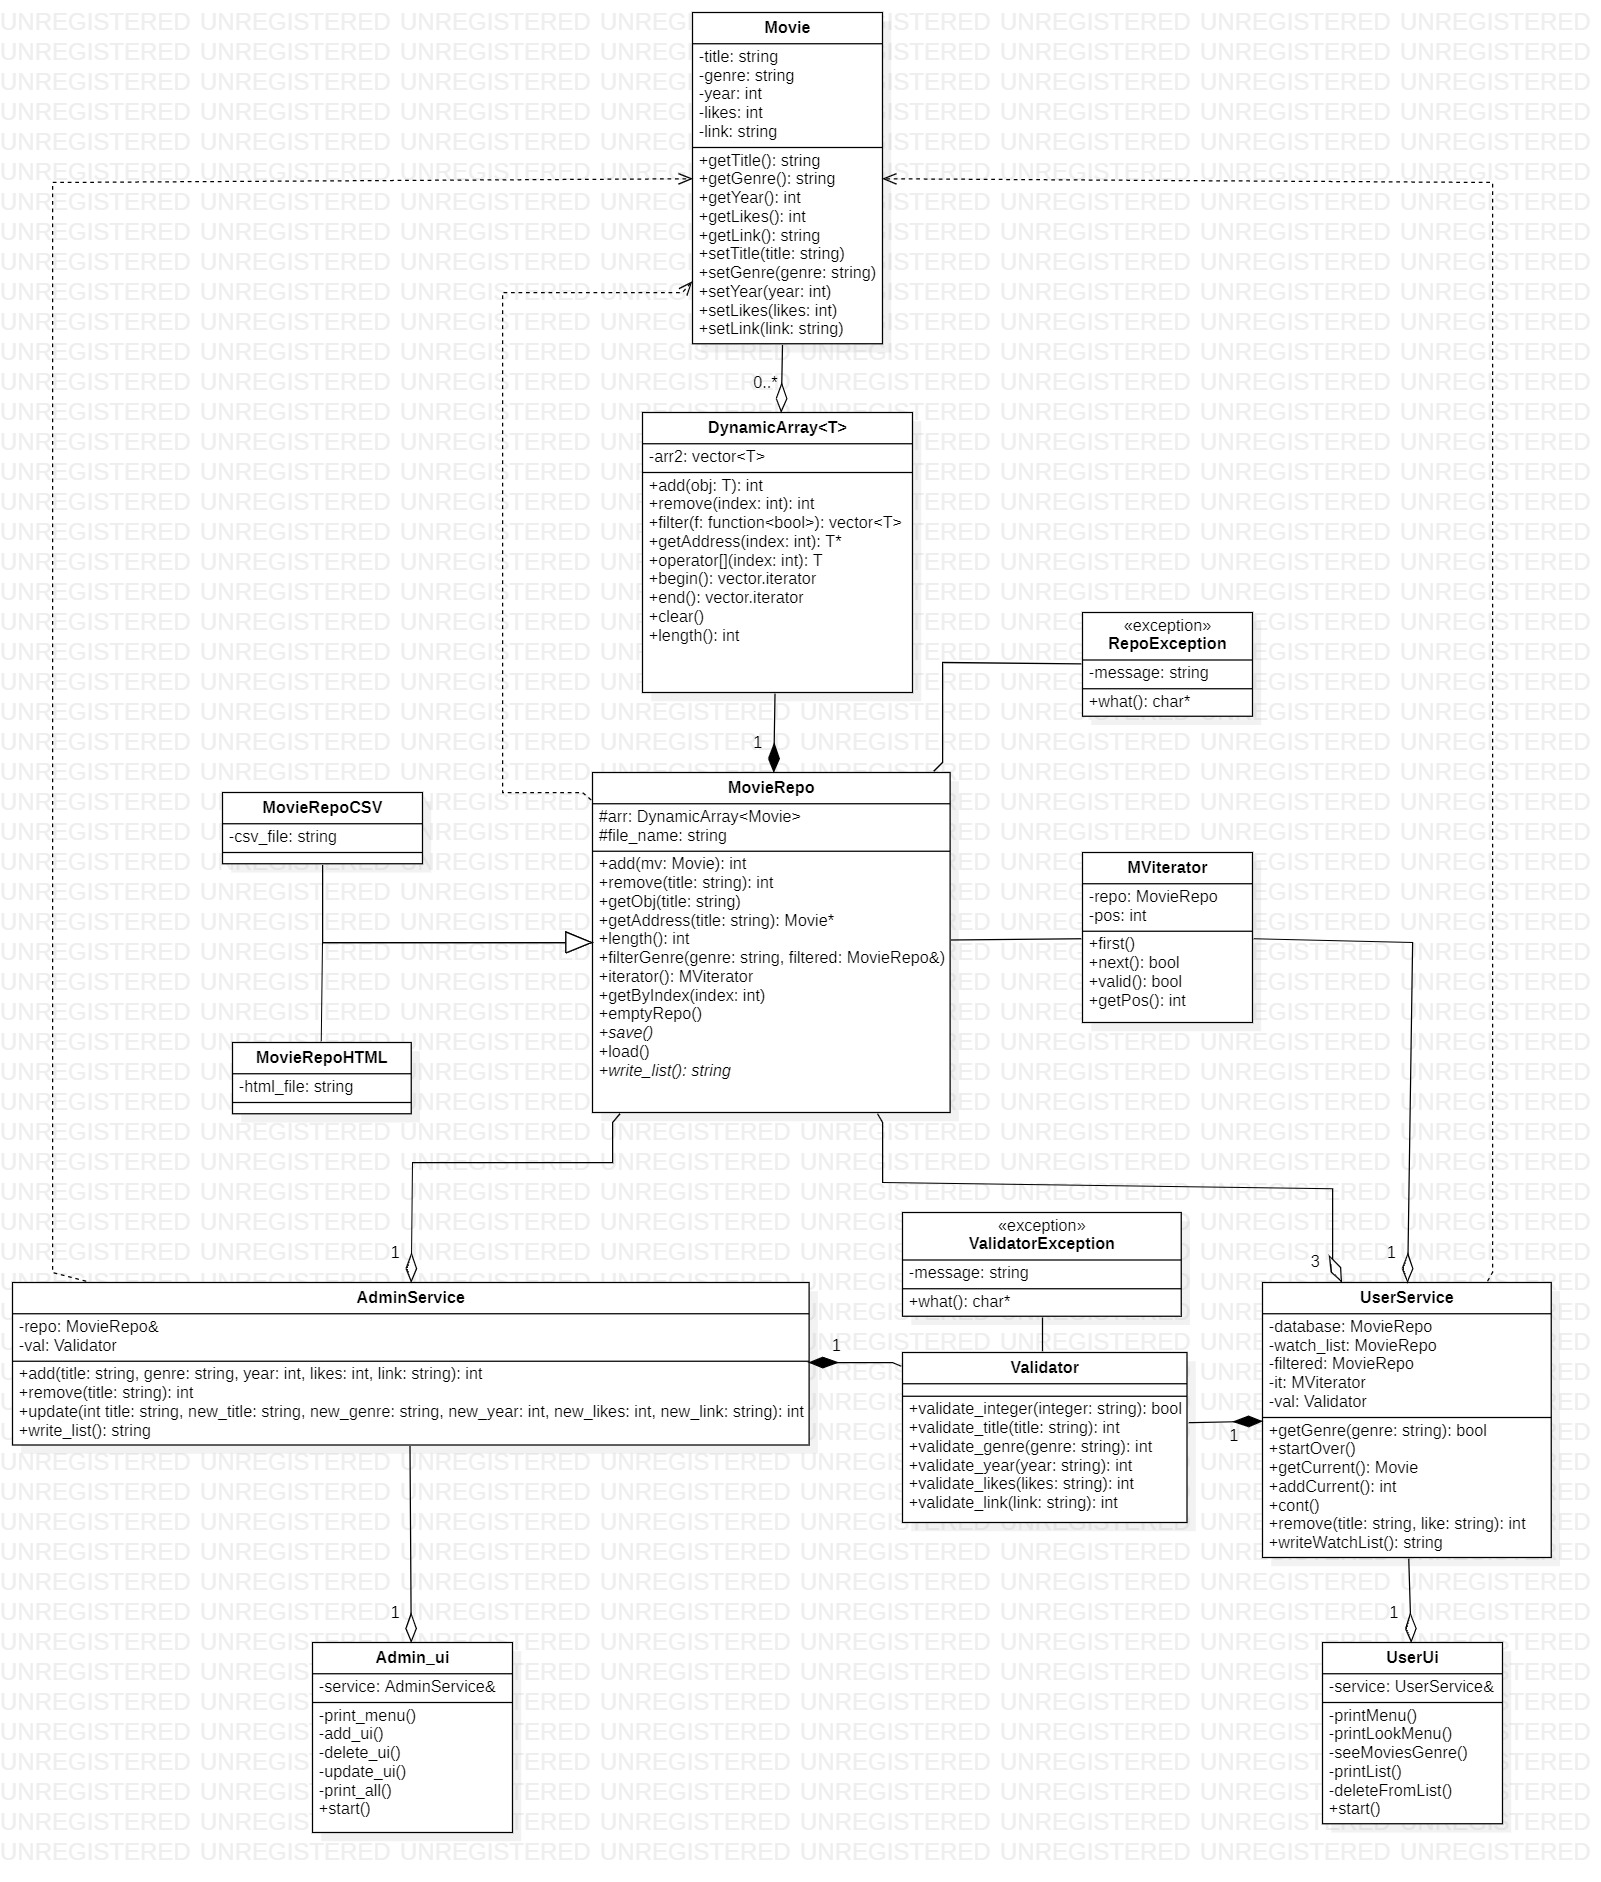 Movie
-title: string
-genre: string
-year: int
-likes: int
-link: string
+getTitle(): string
+getGenre(): string
+getYear(): int
+getLikes(): int
+getLink(): string
+setTitle(title: string)
+setGenre(genre: string)
+setYear(year: int)
+setLikes(likes: int)
+setLink(link: string)
0..*
DynamicArray<T>
-arr2: vector<T>
+add(obj: T): int
+remove(index: int): int
+filter(f: function<bool>): vector<T>
+getAddress(index: int): T*
+operator[](index: int): T
+begin(): vector.iterator
+end(): vector.iterator
+clear()
+length(): int
1
«exception»
RepoException
-message: string
+what(): char*
MovieRepo
#arr: DynamicArray<Movie>
#file_name: string
+add(mv: Movie): int
+remove(title: string): int
+getObj(title: string)
+getAddress(title: string): Movie*
+length(): int
+filterGenre(genre: string, filtered: MovieRepo&)
+iterator(): MViterator
+getByIndex(index: int)
+emptyRepo()
+save()
+load()
+write_list(): string
MovieRepoCSV
-csv_file: string
MovieRepoHTML
-html_file: string
MViterator
-repo: MovieRepo
-pos: int
+first()
+next(): bool
+valid(): bool
+getPos(): int
1
3
1
«exception»
ValidatorException
-message: string
+what(): char*
AdminService
-repo: MovieRepo&
-val: Validator
+add(title: string, genre: string, year: int, likes: int, link: string): int
+remove(title: string): int
+update(int title: string, new_title: string, new_genre: string, new_year: int, new_likes: int, new_link: string): int
+write_list(): string
1
Validator
+validate_integer(integer: string): bool
+validate_title(title: string): int
+validate_genre(genre: string): int
+validate_year(year: string): int
+validate_likes(likes: string): int
+validate_link(link: string): int
1
UserService
-database: MovieRepo
-watch_list: MovieRepo
-filtered: MovieRepo
-it: MViterator
-val: Validator
+getGenre(genre: string): bool
+startOver()
+getCurrent(): Movie
+addCurrent(): int
+cont()
+remove(title: string, like: string): int
+writeWatchList(): string
1
Admin_ui
-service: AdminService&
-print_menu()
-add_ui()
-delete_ui()
-update_ui()
-print_all()
+start()
1
UserUi
-service: UserService&
-printMenu()
-printLookMenu()
-seeMoviesGenre()
-printList()
-deleteFromList()
+start()